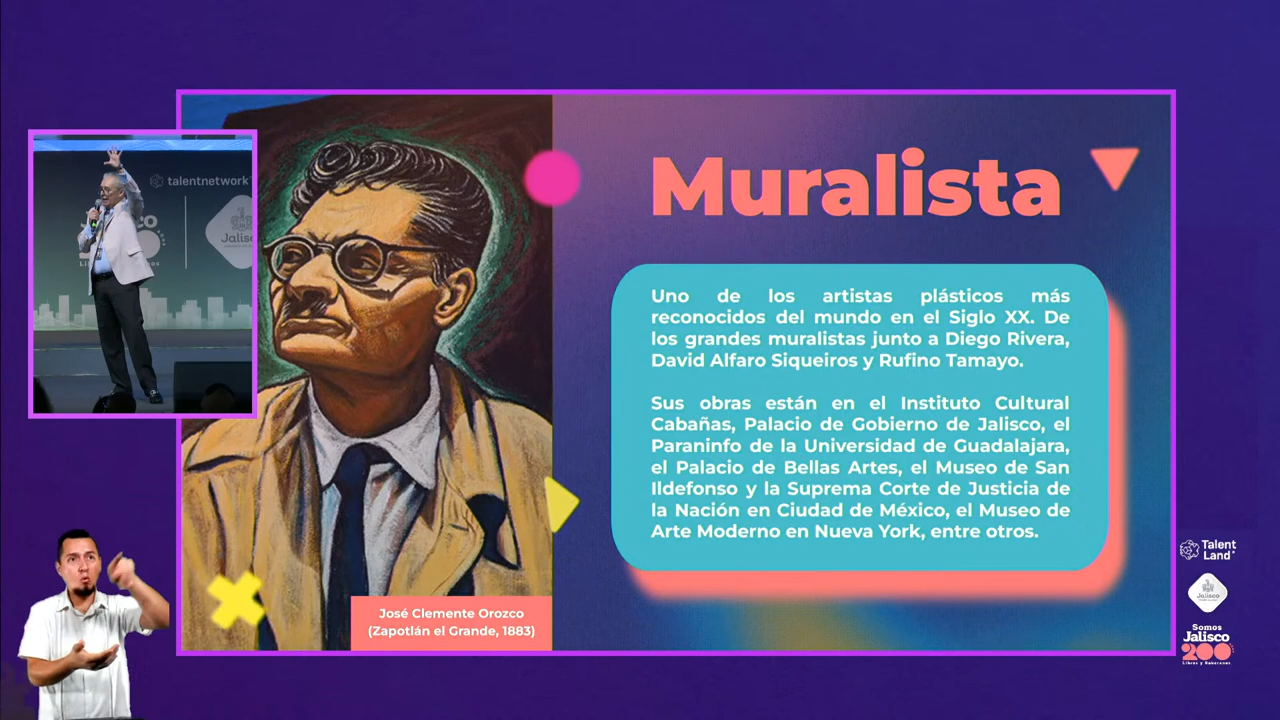 talentnetwork
Jalisco
Muralista
Uno de los artistas plásticos más
reconocidos del mundo en el Siglo XX. De
los grandes muralistas junto a Diego Rivera,
David Alfaro Siqueiros y Rufino Tamayo.
Sus obras están en el Instituto Cultural
Cabañas, Palacio de Gobierno de Jalisco, el
Paraninfo de la Universidad de Guadalajara,
el Palacio de Bellas Artes, el Museo de San
Ildefonso y la Suprema Corte de Justicia de
la Nación en Ciudad de México, el Museo de
Arte Moderno en Nueva York, entre otros.
José Clemente Orozco
(Zapotlán el Grande, 1883)
Talent
Land
Jalisco
Somos
Jalisco
200
Libres y Soberanos